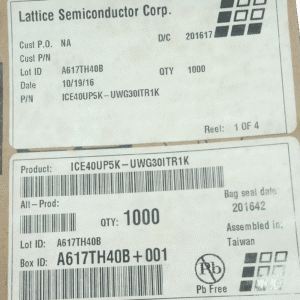 Lattice Semiconductor Corp.
Cust P.O. NA D/C 201617
Cust P/N
Lot ID A617TH40B QTY 1000
Date 10/19/16
P/N ICE40UP5K-UWG30ITR1K
Reel: 1 OF 4
Product: ICE40UP5K-UWG30ITR1K
Alt-Prod:
Bag seal date
201642
QTY: 1000
Assembled in:
Taiwan
Lot ID: A617TH40B
Box ID: A617TH40B+001
Pb
Pb Free